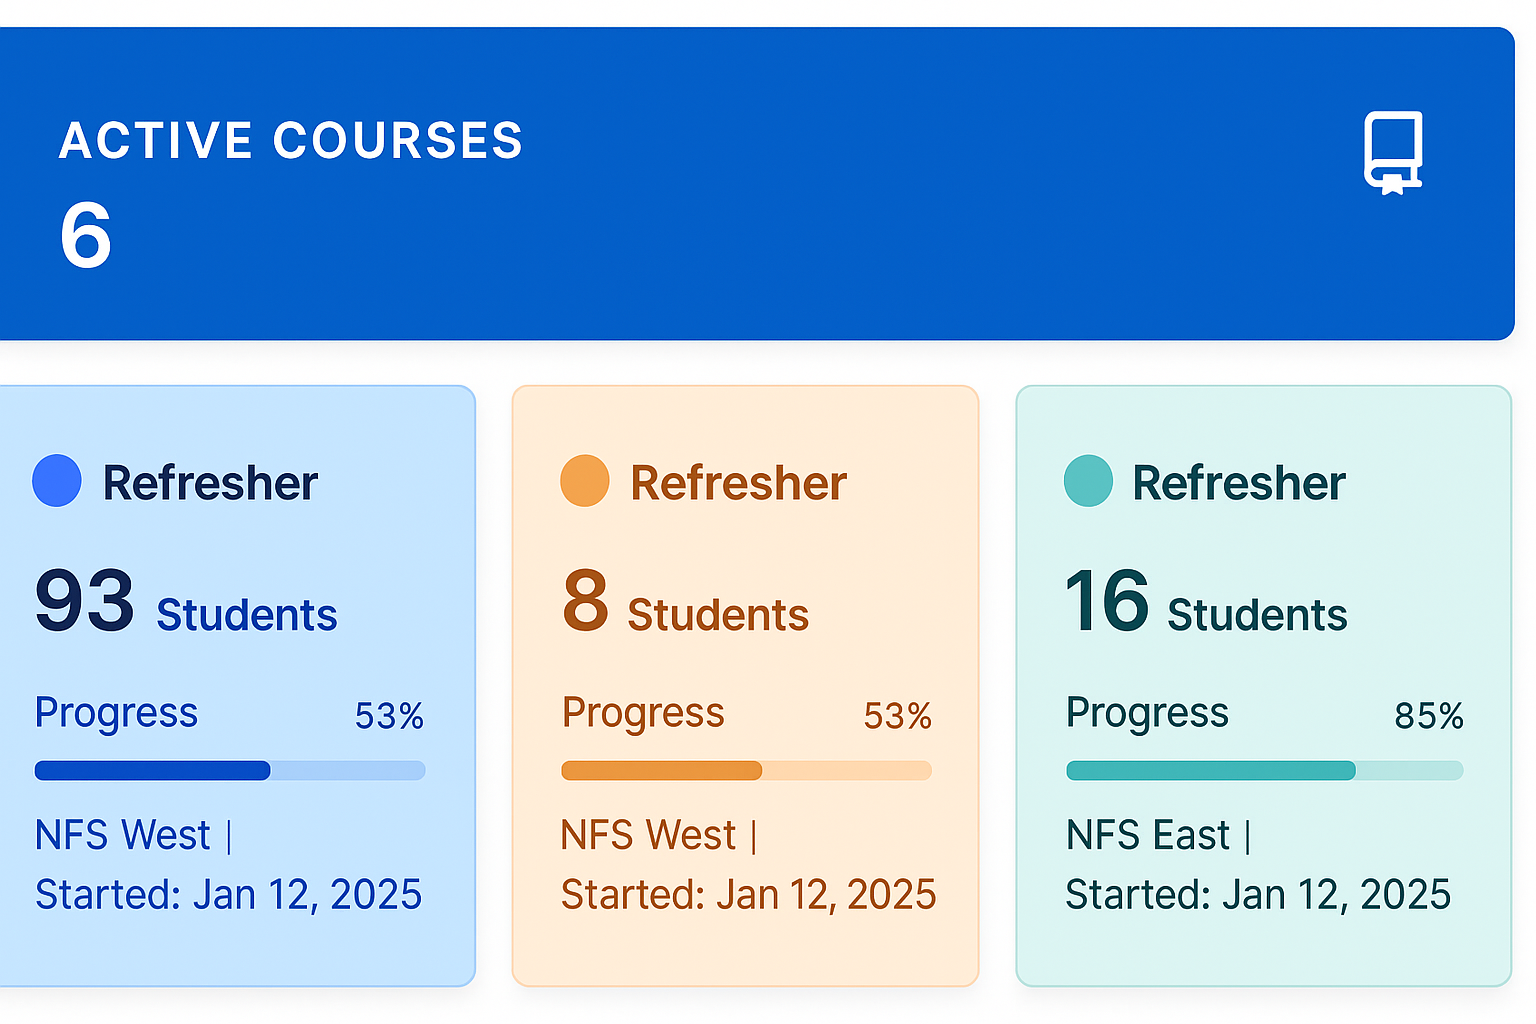 ACTIVE COURSES
6
Refresher
93 Students
Progress 53%
NFS West |
Started: Jan 12, 2025
Refresher
8 Students
Progress 53%
NFS West |
Started: Jan 12, 2025
Refresher
16 Students
Progress 85%
NFS East |
Started: Jan 12, 2025